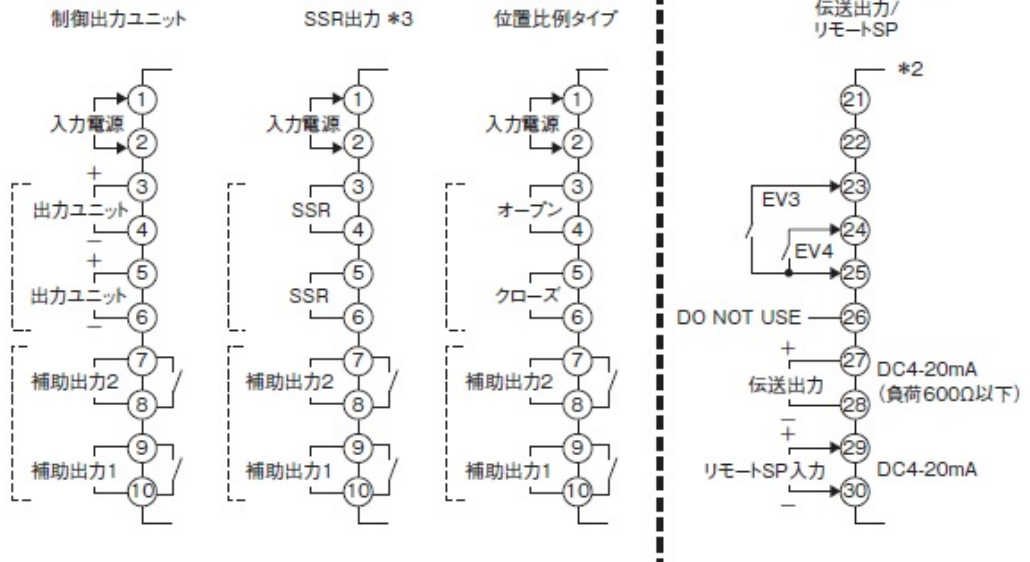 制御出力ユニット
①
入力電源
②
+
③
出力ユニット
④
−
+
⑤
出力ユニット
⑥
−
⑦
補助出力2
⑧
⑨
補助出力1
⑩
SSR出力 *3
①
入力電源
②
③
SSR
④
⑤
SSR
⑥
⑦
補助出力2
⑧
⑨
補助出力1
⑩
位置比例タイプ
①
入力電源
②
③
オープン
④
⑤
クローズ
⑥
⑦
補助出力2
⑧
⑨
補助出力1
⑩
伝送出力/
リモートSP
*2
㉑
㉒
㉓
EV3
㉔
EV4
㉕
DO NOT USE ㉖
+
㉗ DC4-20mA
伝送出力
(負荷600Ω以下)
㉘
−
+
㉙
リモートSP入力 DC4-20mA
㉚
−